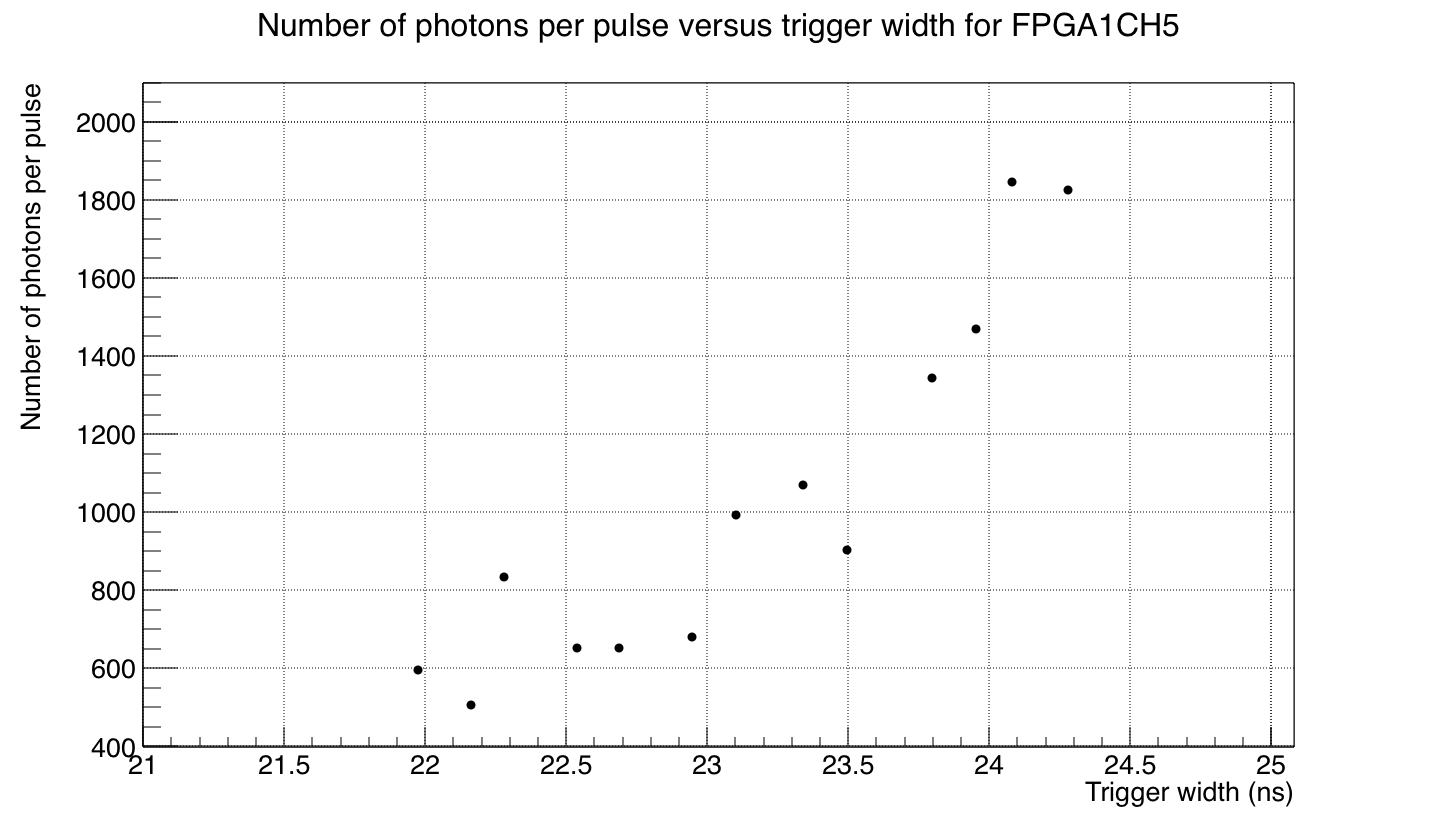 Number of photons per pulse versus trigger width for FPGA1CH5
Number of photons per pulse
2000
1800
1600
1400
1200
1000
800
600
400
21 21.5 22 22.5 23 23.5 24 24.5 25
Trigger width (ns)